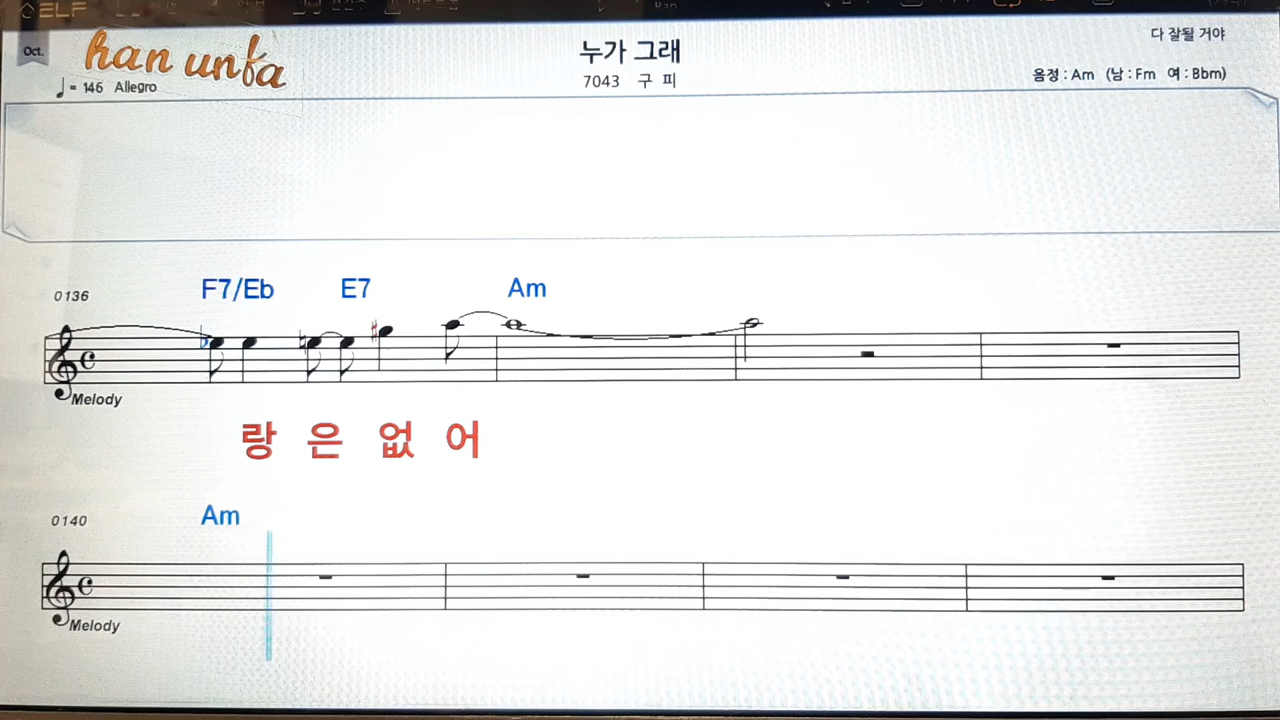 Oct.
han unfa
누가 그래
다 잘될 거야
= 146 Allegro
7043 구 피
음정 : Am (남 : Fm 여 : Bbm)
0136
F7/Eb E7 Am
Melody
랑 은 없 어
0140
Am
Melody